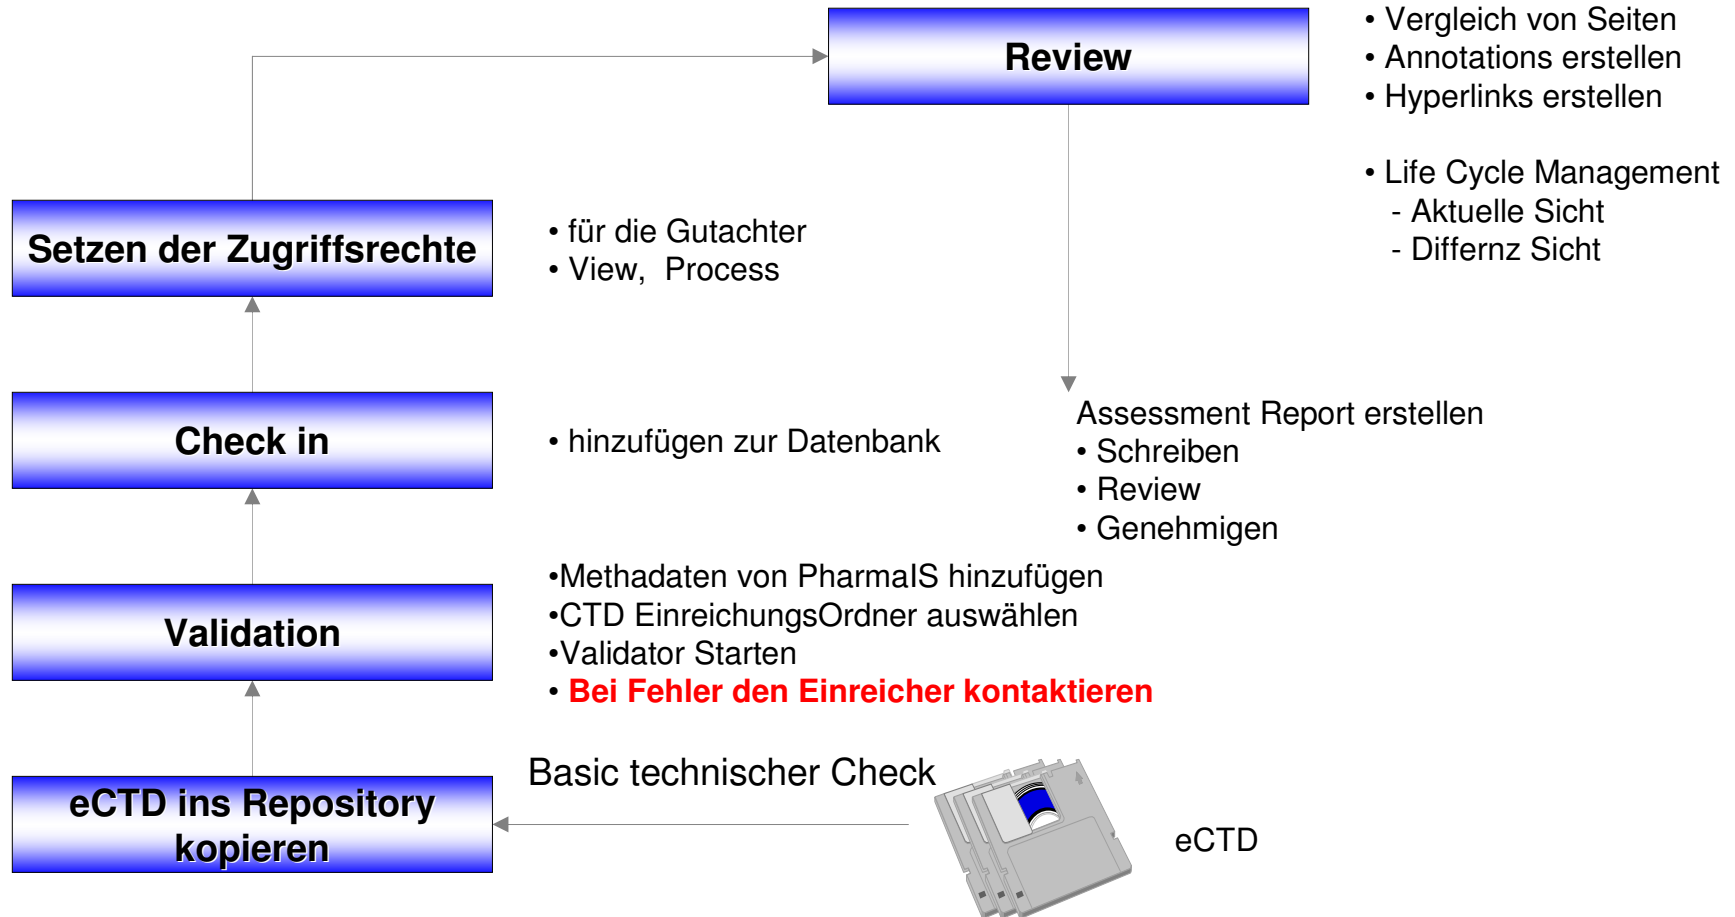 Review
• Vergleich von Seiten
• Annotations erstellen
• Hyperlinks erstellen
• Life Cycle Management
- Aktuelle Sicht
- Differnz Sicht
Setzen der Zugriffsrechte
• für die Gutachter
• View, Process
Check in
• hinzufügen zur Datenbank
Assessment Report erstellen
• Schreiben
• Review
• Genehmigen
Validation
•Methadaten von PharmaIS hinzufügen
•CTD EinreichungsOrdner auswählen
•Validator Starten
• Bei Fehler den Einreicher kontaktieren
eCTD ins Repository
kopieren
Basic technischer Check
eCTD